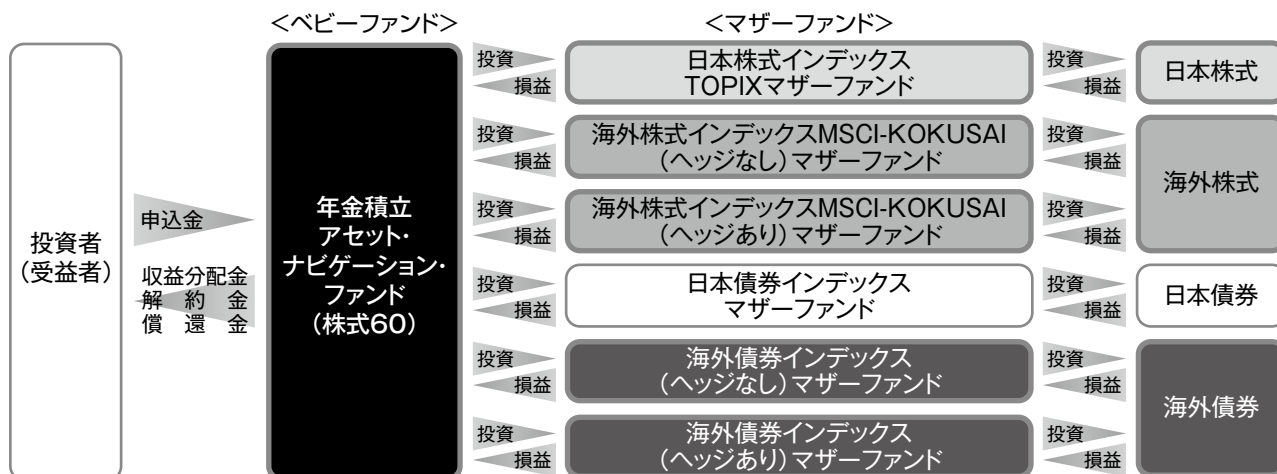 <ベビーファンド>
<マザーファンド>
投資者
(受益者)
申込金
収益分配金
解約金
償還金
年金積立
アセット・
ナビゲーション・
ファンド
(株式60)
投資
損益
日本株式インデックス
TOPIXマザーファンド
投資
損益
日本株式
投資
損益
海外株式インデックスMSCI-KOKUSAI
(ヘッジなし)マザーファンド
投資
損益
海外株式
投資
損益
海外株式インデックスMSCI-KOKUSAI
(ヘッジあり)マザーファンド
投資
損益
投資
損益
日本債券インデックス
マザーファンド
投資
損益
日本債券
投資
損益
海外債券インデックス
(ヘッジなし)マザーファンド
投資
損益
海外債券
投資
損益
海外債券インデックス
(ヘッジあり)マザーファンド
投資
損益